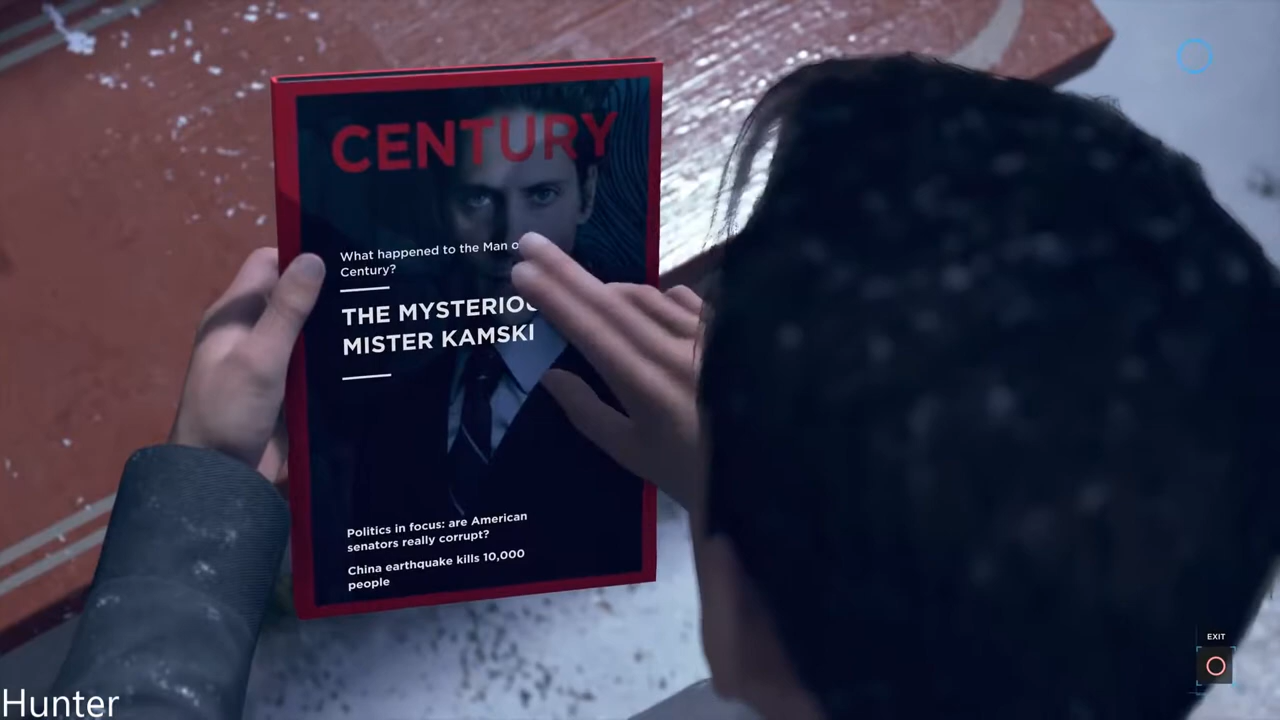 CENTURY
What happened to the Man o
Century?
THE MYSTERIOU
MISTER KAMSKI
Politics in focus: are American
senators really corrupt?
China earthquake kills 10,000
people
EXIT
Hunter